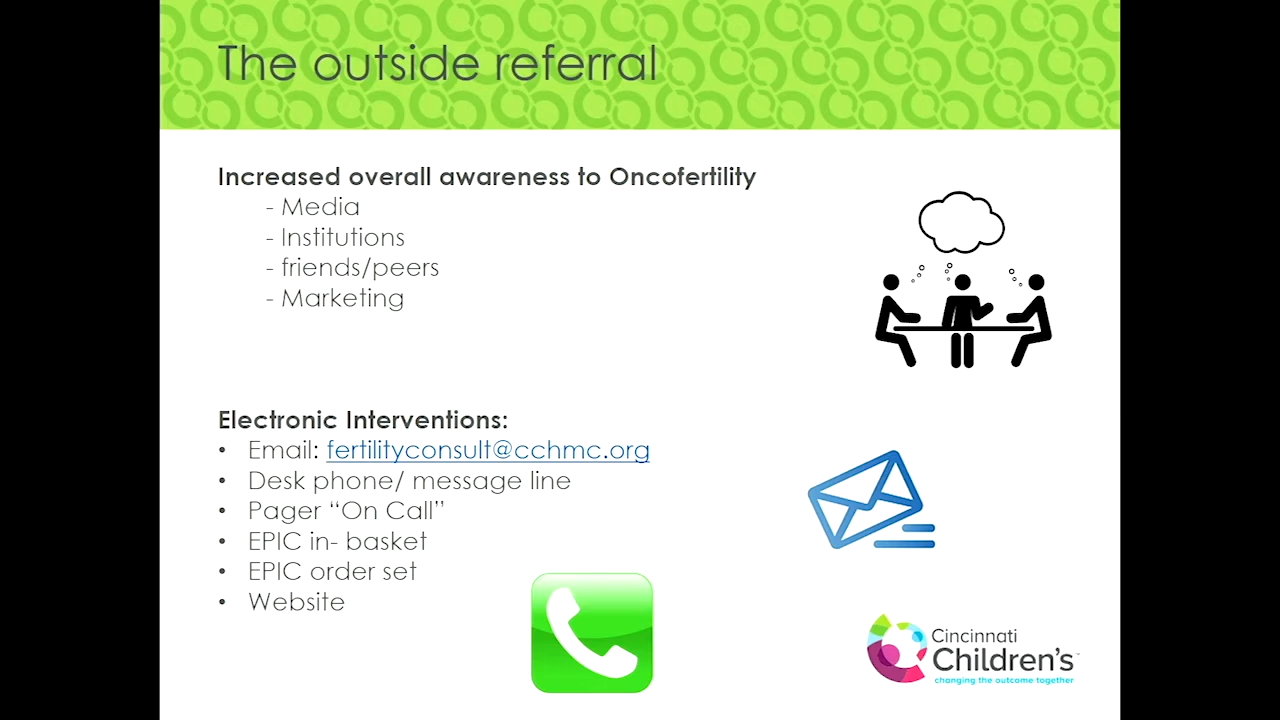 The outside referral
Increased overall awareness to Oncofertility
- Media
- Institutions
- friends/peers
- Marketing
Electronic Interventions:
• Email: fertilityconsult@cchmc.org
• Desk phone/ message line
• Pager “On Call”
• EPIC in- basket
• EPIC order set
• Website
Cincinnati
Children's
changing the outcome together